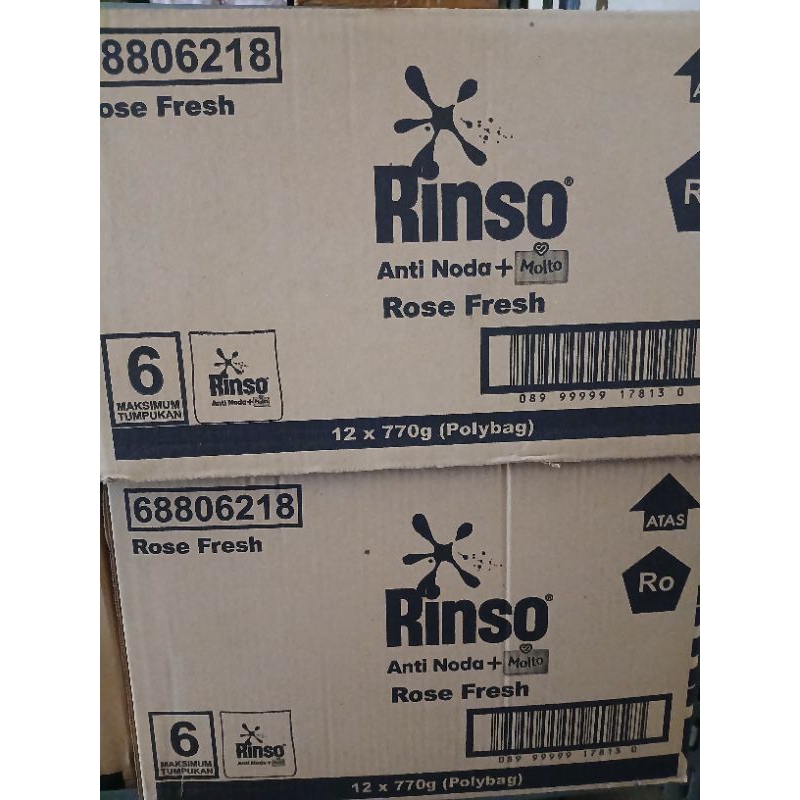 8806218
ose Fresh
Rinso®
Anti Noda + Molto
Rose Fresh
6
MAKSIMUM
TUMPUKAN
Rinso
Anti Noda + Molto
089 99999 17813 0
12 x 770g (Polybag)
68806218
Rose Fresh
ATAS
Ro
Rinso®
Anti Noda + Molto
Rose Fresh
6
MAKSIMUM
TUMPUKAN
Rinso
Anti Noda + Molto
089 99999 17813 0
12 x 770g (Polybag)